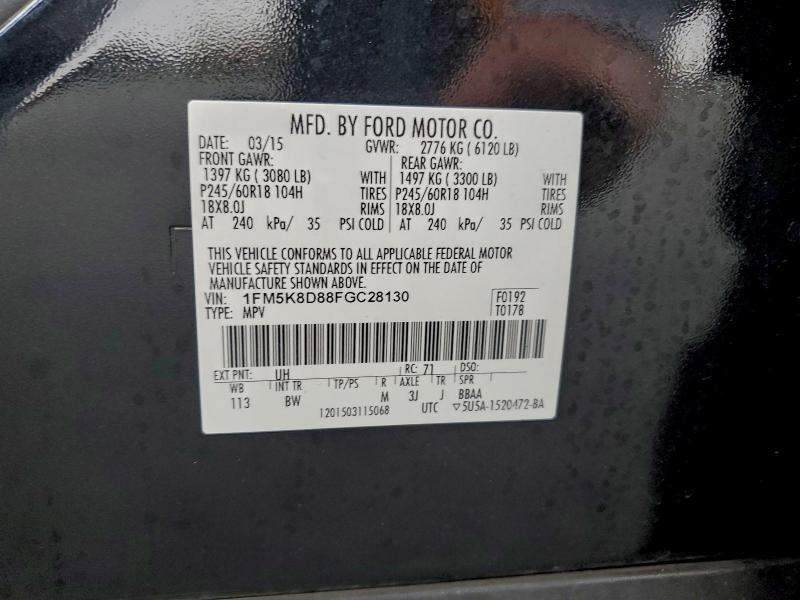 MFD. BY FORD MOTOR CO.
DATE: 03/15 GVWR: 2776 KG ( 6120 LB)
FRONT GAWR: REAR GAWR:
1397 KG ( 3080 LB) WITH 1497 KG ( 3300 LB) WITH
P245/60R18 104H TIRES P245/60R18 104H TIRES
18X8.0J RIMS 18X8.0J RIMS
AT 240 kPa/ 35 PSI COLD AT 240 kPa/ 35 PSI COLD
THIS VEHICLE CONFORMS TO ALL APPLICABLE FEDERAL MOTOR
VEHICLE SAFETY STANDARDS IN EFFECT ON THE DATE OF
MANUFACTURE SHOWN ABOVE.
VIN: 1FM5K8D88FGC28130 F0192
TYPE: MPV T0178
EXT PNT: UH RC: 71 DSO:
WB INT TR TP/PS R AXLE TR SPR
113 BW M 3J J BBAA
1201503115068 UTC ▽5U5A-1520472-BA